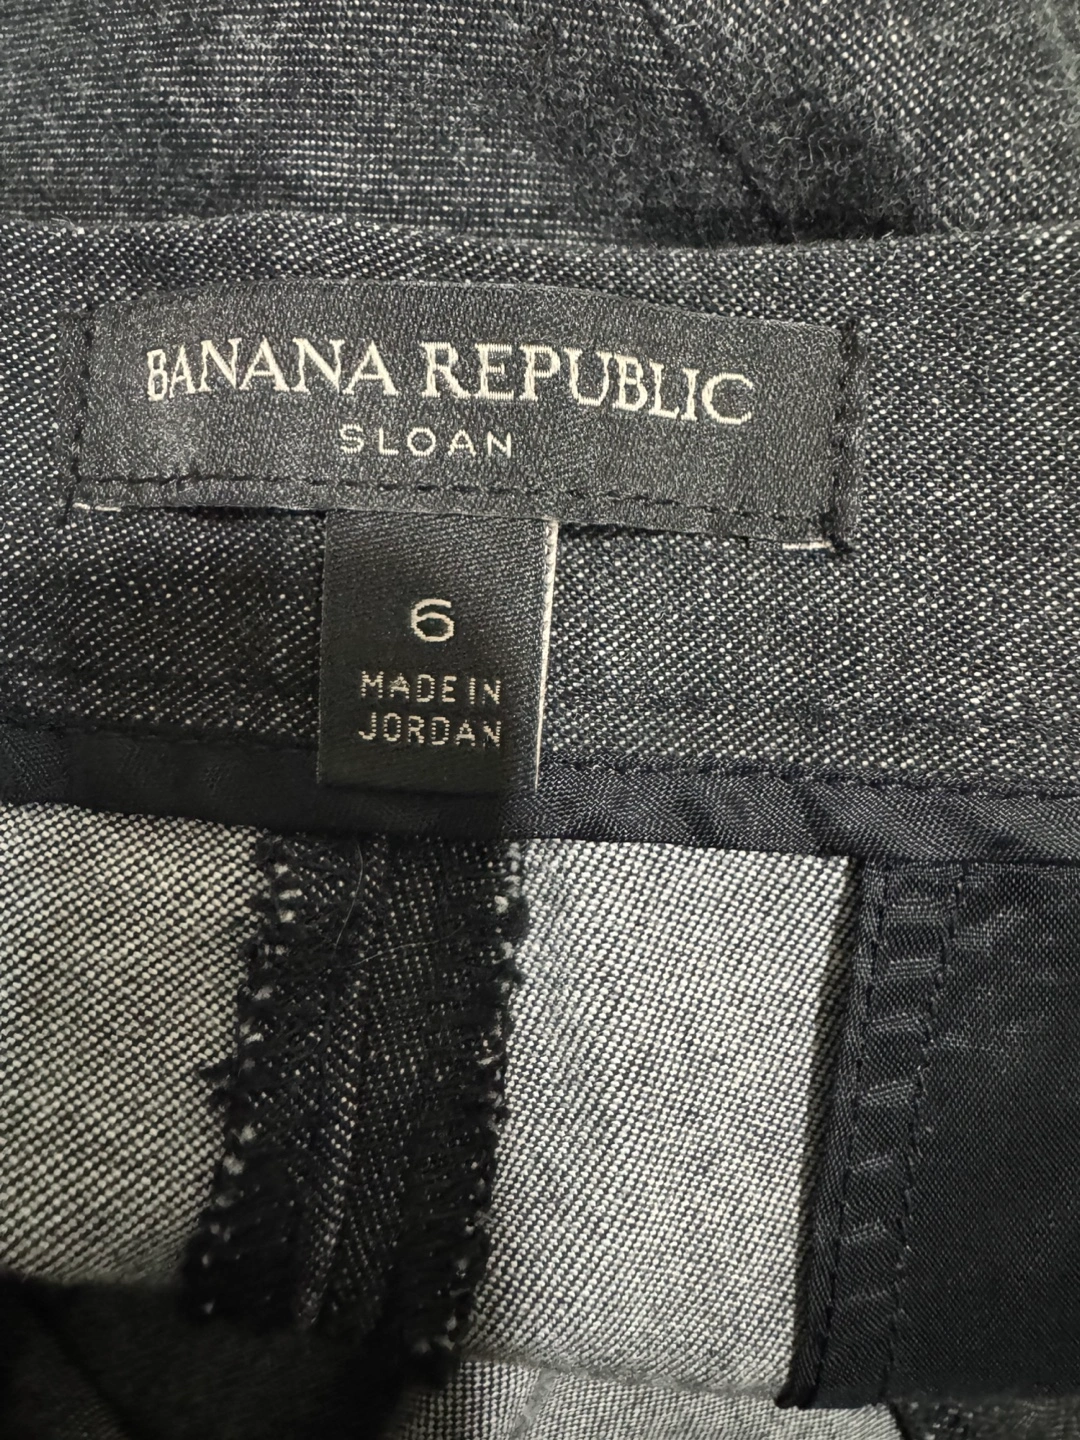 BANANA REPUBLIC
SLOAN
6
MADE IN
JORDAN